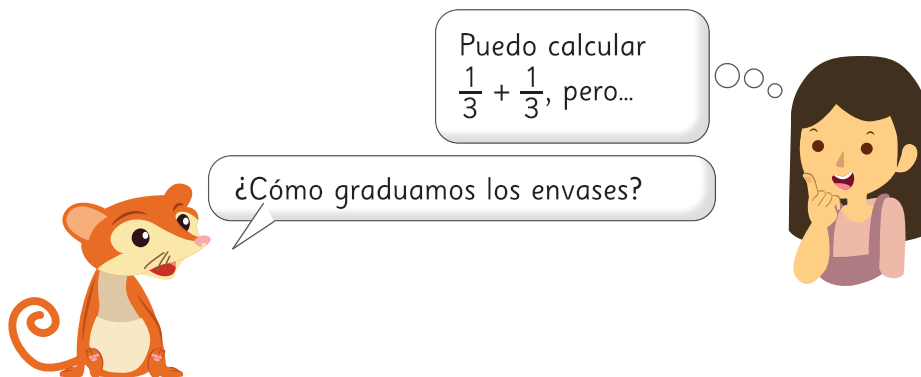 Puedo calcular
1/3 + 1/3, pero...
¿Cómo graduamos los envases?